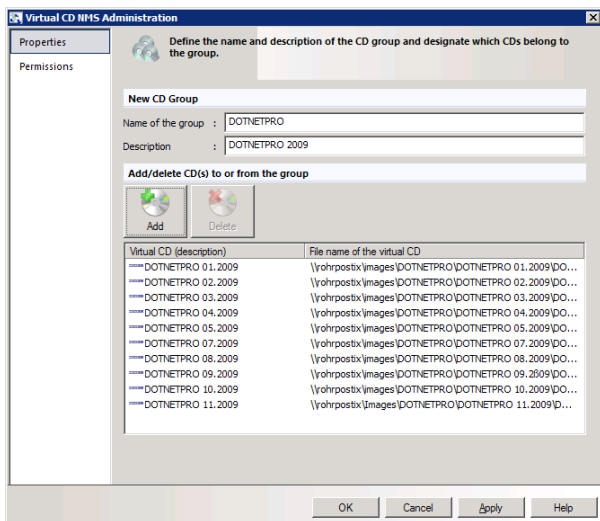 Virtual CD NMS Administration
Properties
Permissions
Define the name and description of the CD group and designate which CDs belong to
the group.
New CD Group
Name of the group : DOTNETPRO
Description : DOTNETPRO 2009
Add/delete CD(s) to or from the group
Add Delete
Virtual CD (description) File name of the virtual CD
DOTNETPRO 01.2009 \\rohrpostix\images\DOTNETPRO\DOTNETPRO 01.2009\DO...
DOTNETPRO 02.2009 \\rohrpostix\images\DOTNETPRO\DOTNETPRO 02.2009\DO...
DOTNETPRO 03.2009 \\rohrpostix\images\DOTNETPRO\DOTNETPRO 03.2009\DO...
DOTNETPRO 04.2009 \\rohrpostix\images\DOTNETPRO\DOTNETPRO 04.2009\DO...
DOTNETPRO 05.2009 \\rohrpostix\images\DOTNETPRO\DOTNETPRO 05.2009\DO...
DOTNETPRO 07.2009 \\rohrpostix\images\DOTNETPRO\DOTNETPRO 07.2009\DO...
DOTNETPRO 08.2009 \\rohrpostix\images\DOTNETPRO\DOTNETPRO 08.2009\DO...
DOTNETPRO 09.2009 \\rohrpostix\images\DOTNETPRO\DOTNETPRO 09.2009\DO...
DOTNETPRO 10.2009 \\rohrpostix\images\DOTNETPRO\DOTNETPRO 10.2009\DO...
DOTNETPRO 11.2009 \\rohrpostix\Images\DOTNETPRO\DOTNETPRO 11.2009\D...
OK Cancel Apply Help